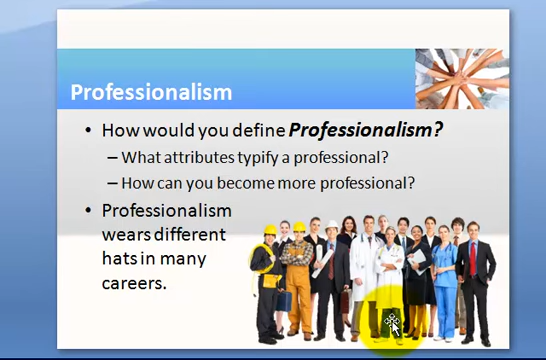 Professionalism
• How would you define Professionalism?
– What attributes typify a professional?
– How can you become more professional?
• Professionalism
wears different
hats in many
careers.